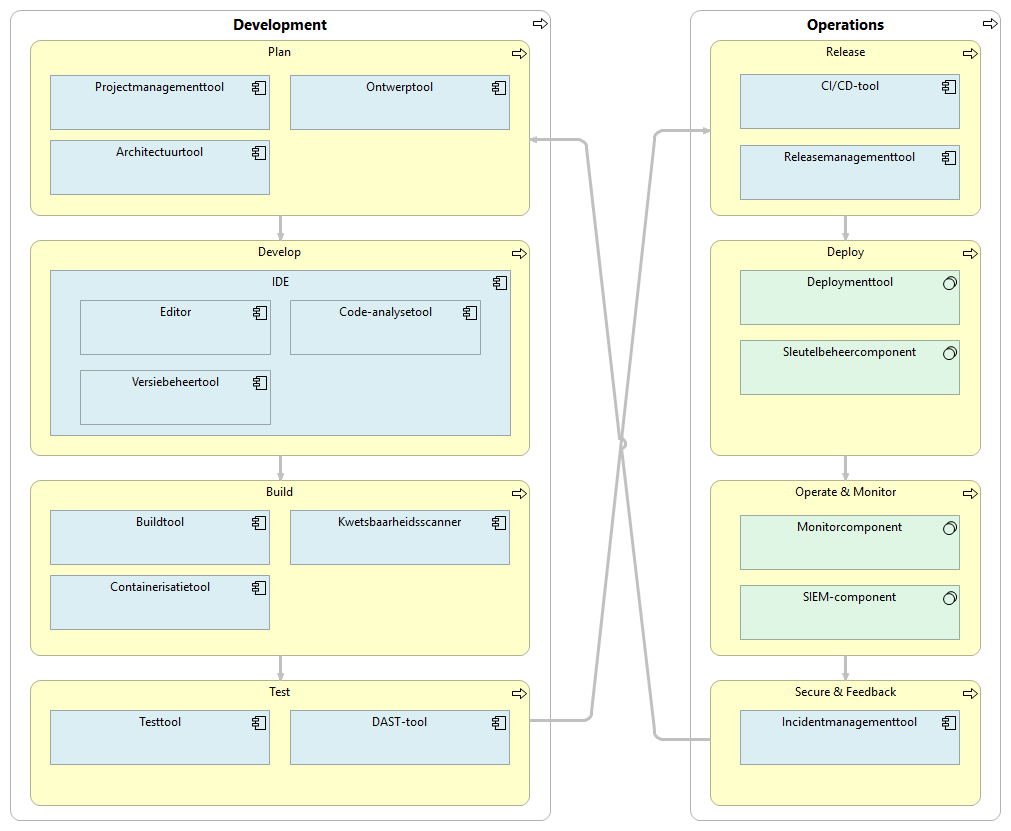 Development
Plan
Projectmanagementtool
Ontwerptool
Architectuurtool
Develop
IDE
Editor
Code-analysetool
Versiebeheertool
Build
Buildtool
Kwetsbaarheidsscanner
Containerisatietool
Test
Testtool
DAST-tool
Operations
Release
CI/CD-tool
Releasemanagementtool
Deploy
Deploymenttool
Sleutelbeheercomponent
Operate & Monitor
Monitorcomponent
SIEM-component
Secure & Feedback
Incidentmanagementtool